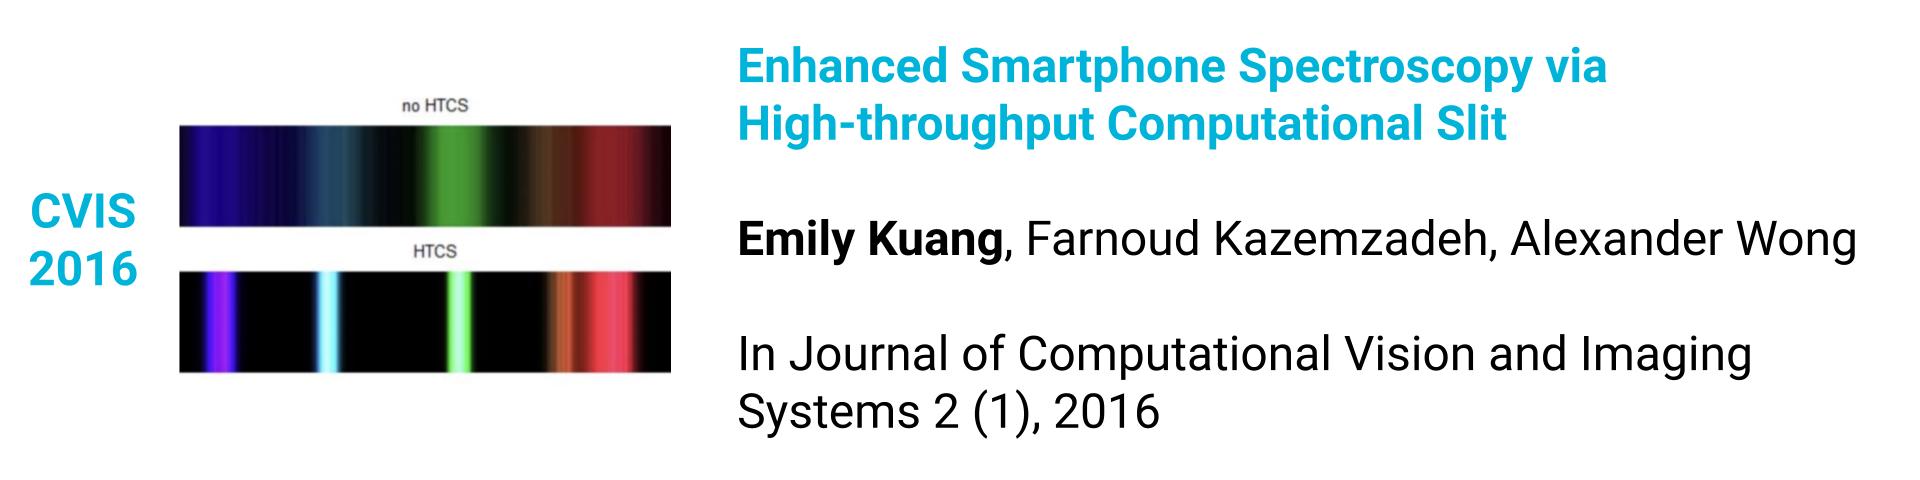 CVIS
2016
no HTCS
HTCS
Enhanced Smartphone Spectroscopy via
High-throughput Computational Slit
Emily Kuang, Farnoud Kazemzadeh, Alexander Wong
In Journal of Computational Vision and Imaging
Systems 2 (1), 2016